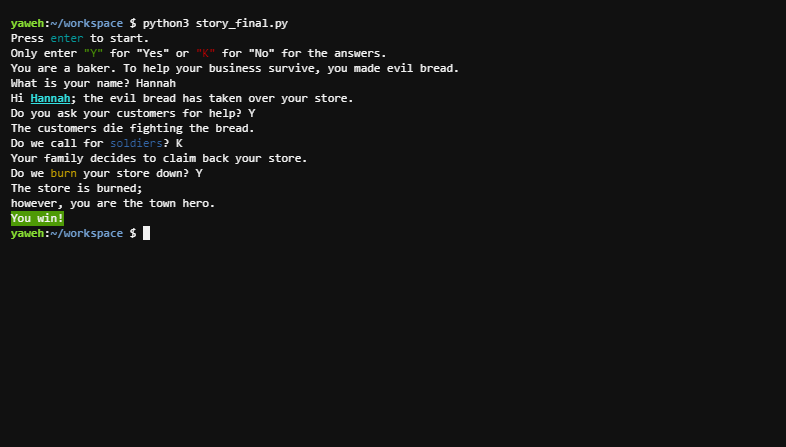 yaweh:~/workspace $ python3 story_final.py
Press enter to start.
Only enter "Y" for "Yes" or "K" for "No" for the answers.
You are a baker. To help your business survive, you made evil bread.
What is your name? Hannah
Hi Hannah; the evil bread has taken over your store.
Do you ask your customers for help? Y
The customers die fighting the bread.
Do we call for soldiers? K
Your family decides to claim back your store.
Do we burn your store down? Y
The store is burned;
however, you are the town hero.
You win!
yaweh:~/workspace $